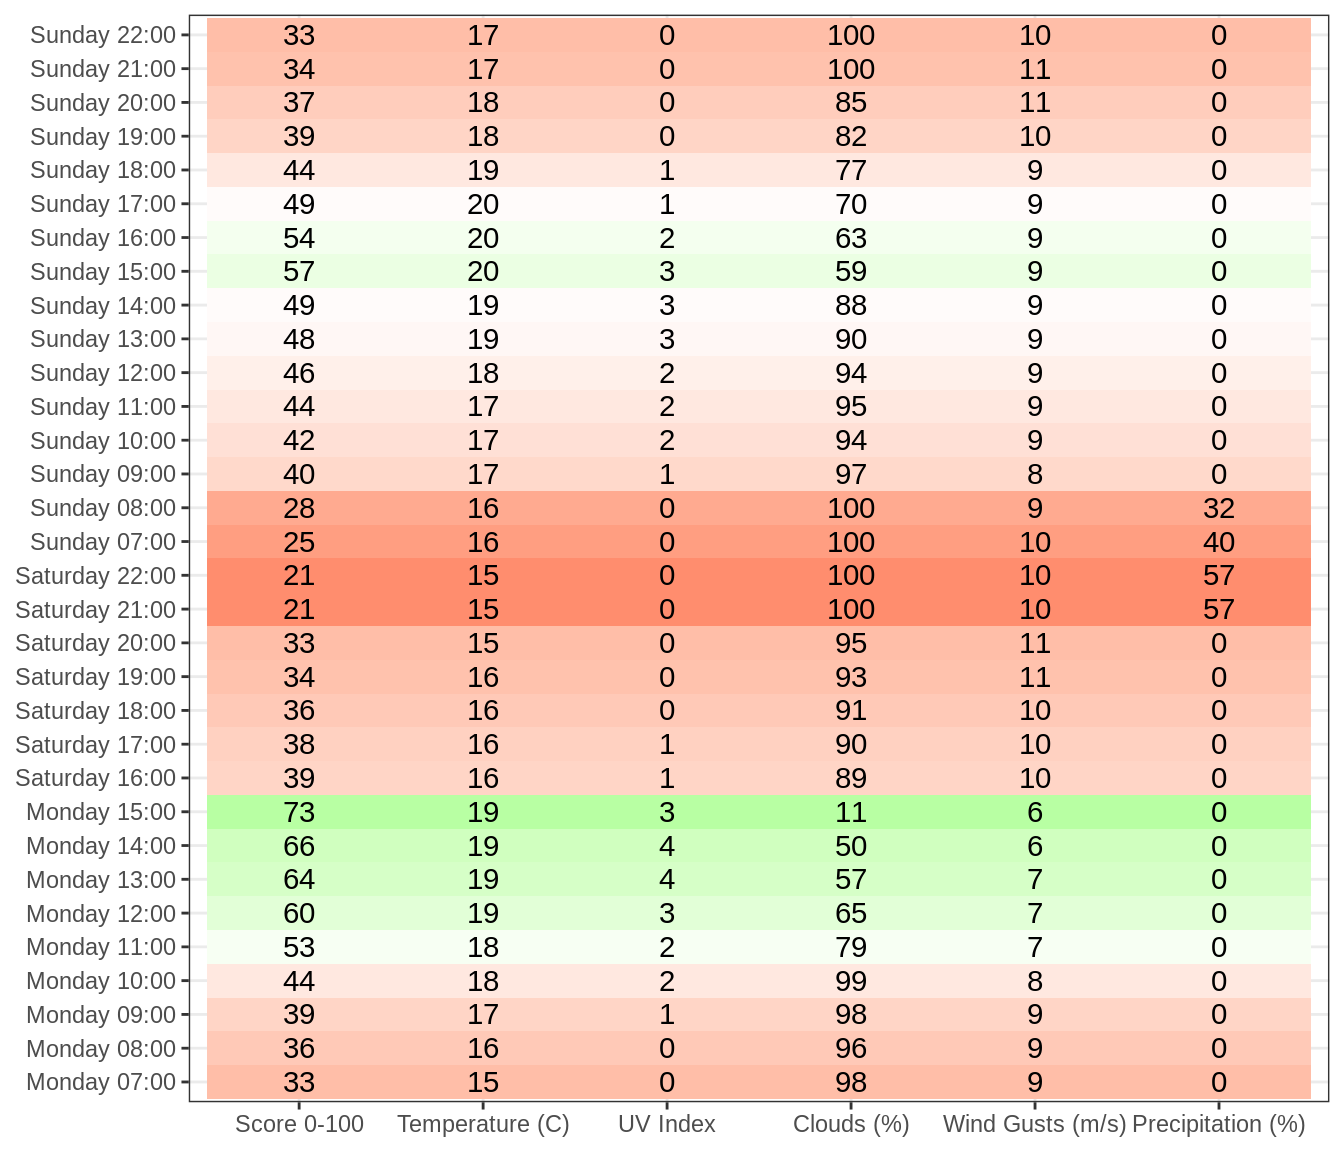 Sunday 22:00 33 17 0 100 10 0
Sunday 21:00 34 17 0 100 11 0
Sunday 20:00 37 18 0 85 11 0
Sunday 19:00 39 18 0 82 10 0
Sunday 18:00 44 19 1 77 9 0
Sunday 17:00 49 20 1 70 9 0
Sunday 16:00 54 20 2 63 9 0
Sunday 15:00 57 20 3 59 9 0
Sunday 14:00 49 19 3 88 9 0
Sunday 13:00 48 19 3 90 9 0
Sunday 12:00 46 18 2 94 9 0
Sunday 11:00 44 17 2 95 9 0
Sunday 10:00 42 17 2 94 9 0
Sunday 09:00 40 17 1 97 8 0
Sunday 08:00 28 16 0 100 9 32
Sunday 07:00 25 16 0 100 10 40
Saturday 22:00 21 15 0 100 10 57
Saturday 21:00 21 15 0 100 10 57
Saturday 20:00 33 15 0 95 11 0
Saturday 19:00 34 16 0 93 11 0
Saturday 18:00 36 16 0 91 10 0
Saturday 17:00 38 16 1 90 10 0
Saturday 16:00 39 16 1 89 10 0
Monday 15:00 73 19 3 11 6 0
Monday 14:00 66 19 4 50 6 0
Monday 13:00 64 19 4 57 7 0
Monday 12:00 60 19 3 65 7 0
Monday 11:00 53 18 2 79 7 0
Monday 10:00 44 18 2 99 8 0
Monday 09:00 39 17 1 98 9 0
Monday 08:00 36 16 0 96 9 0
Monday 07:00 33 15 0 98 9 0
Score 0-100 Temperature (C) UV Index Clouds (%) Wind Gusts (m/s) Precipitation (%)